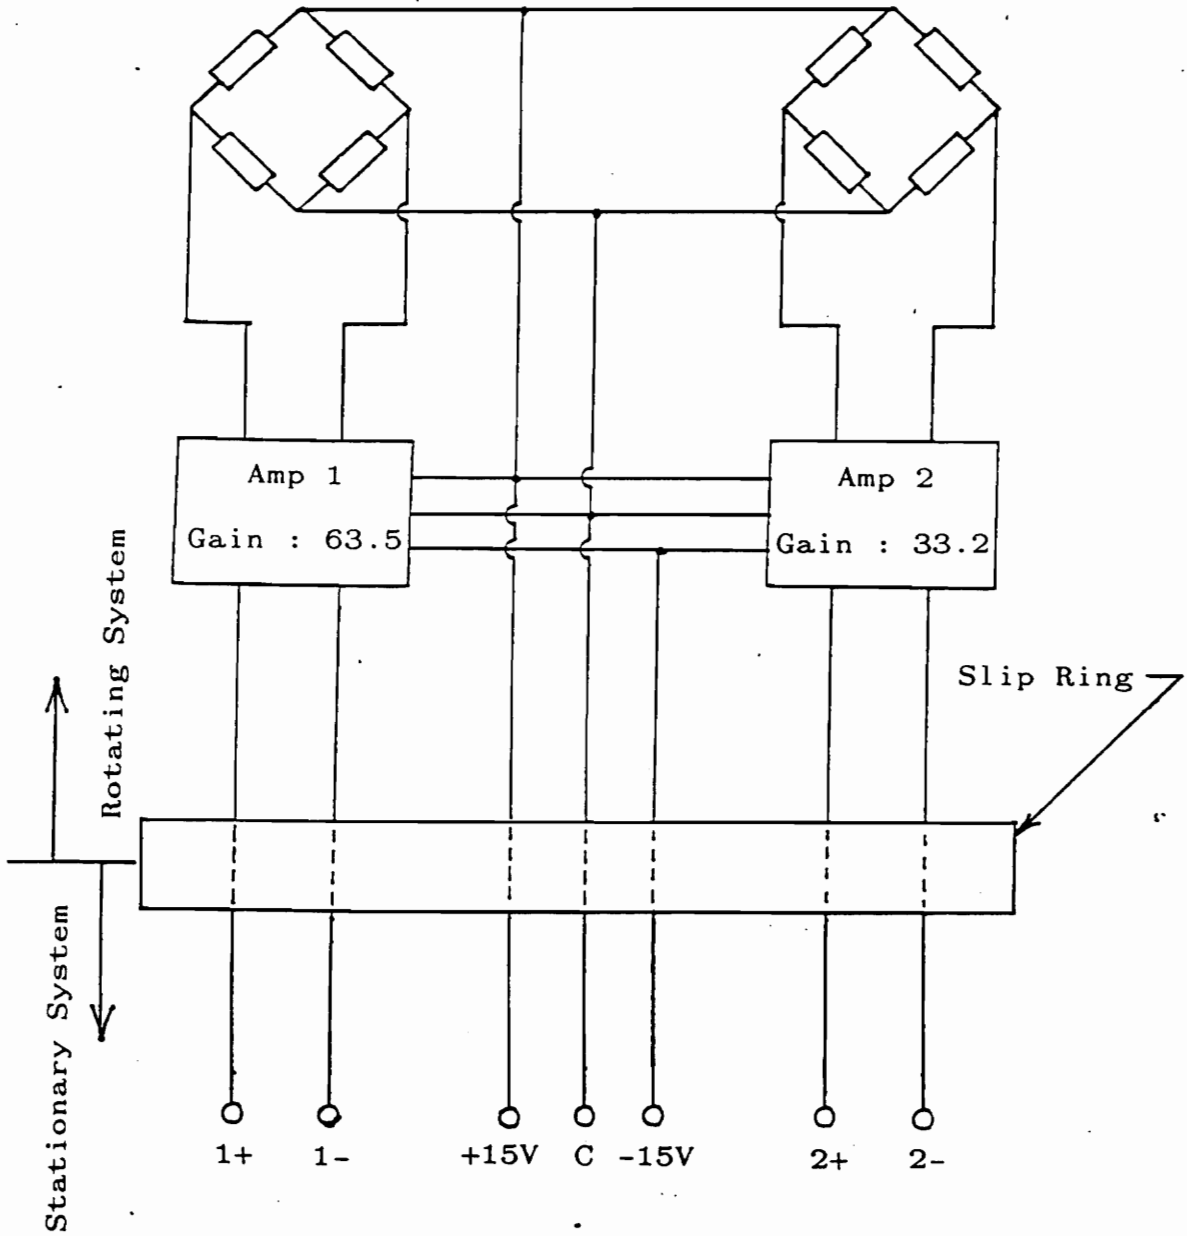 Amp 1
Gain : 63.5
Amp 2
Gain : 33.2
Rotating System
Slip Ring
Stationary System
1+ 1- +15V C -15V 2+ 2-